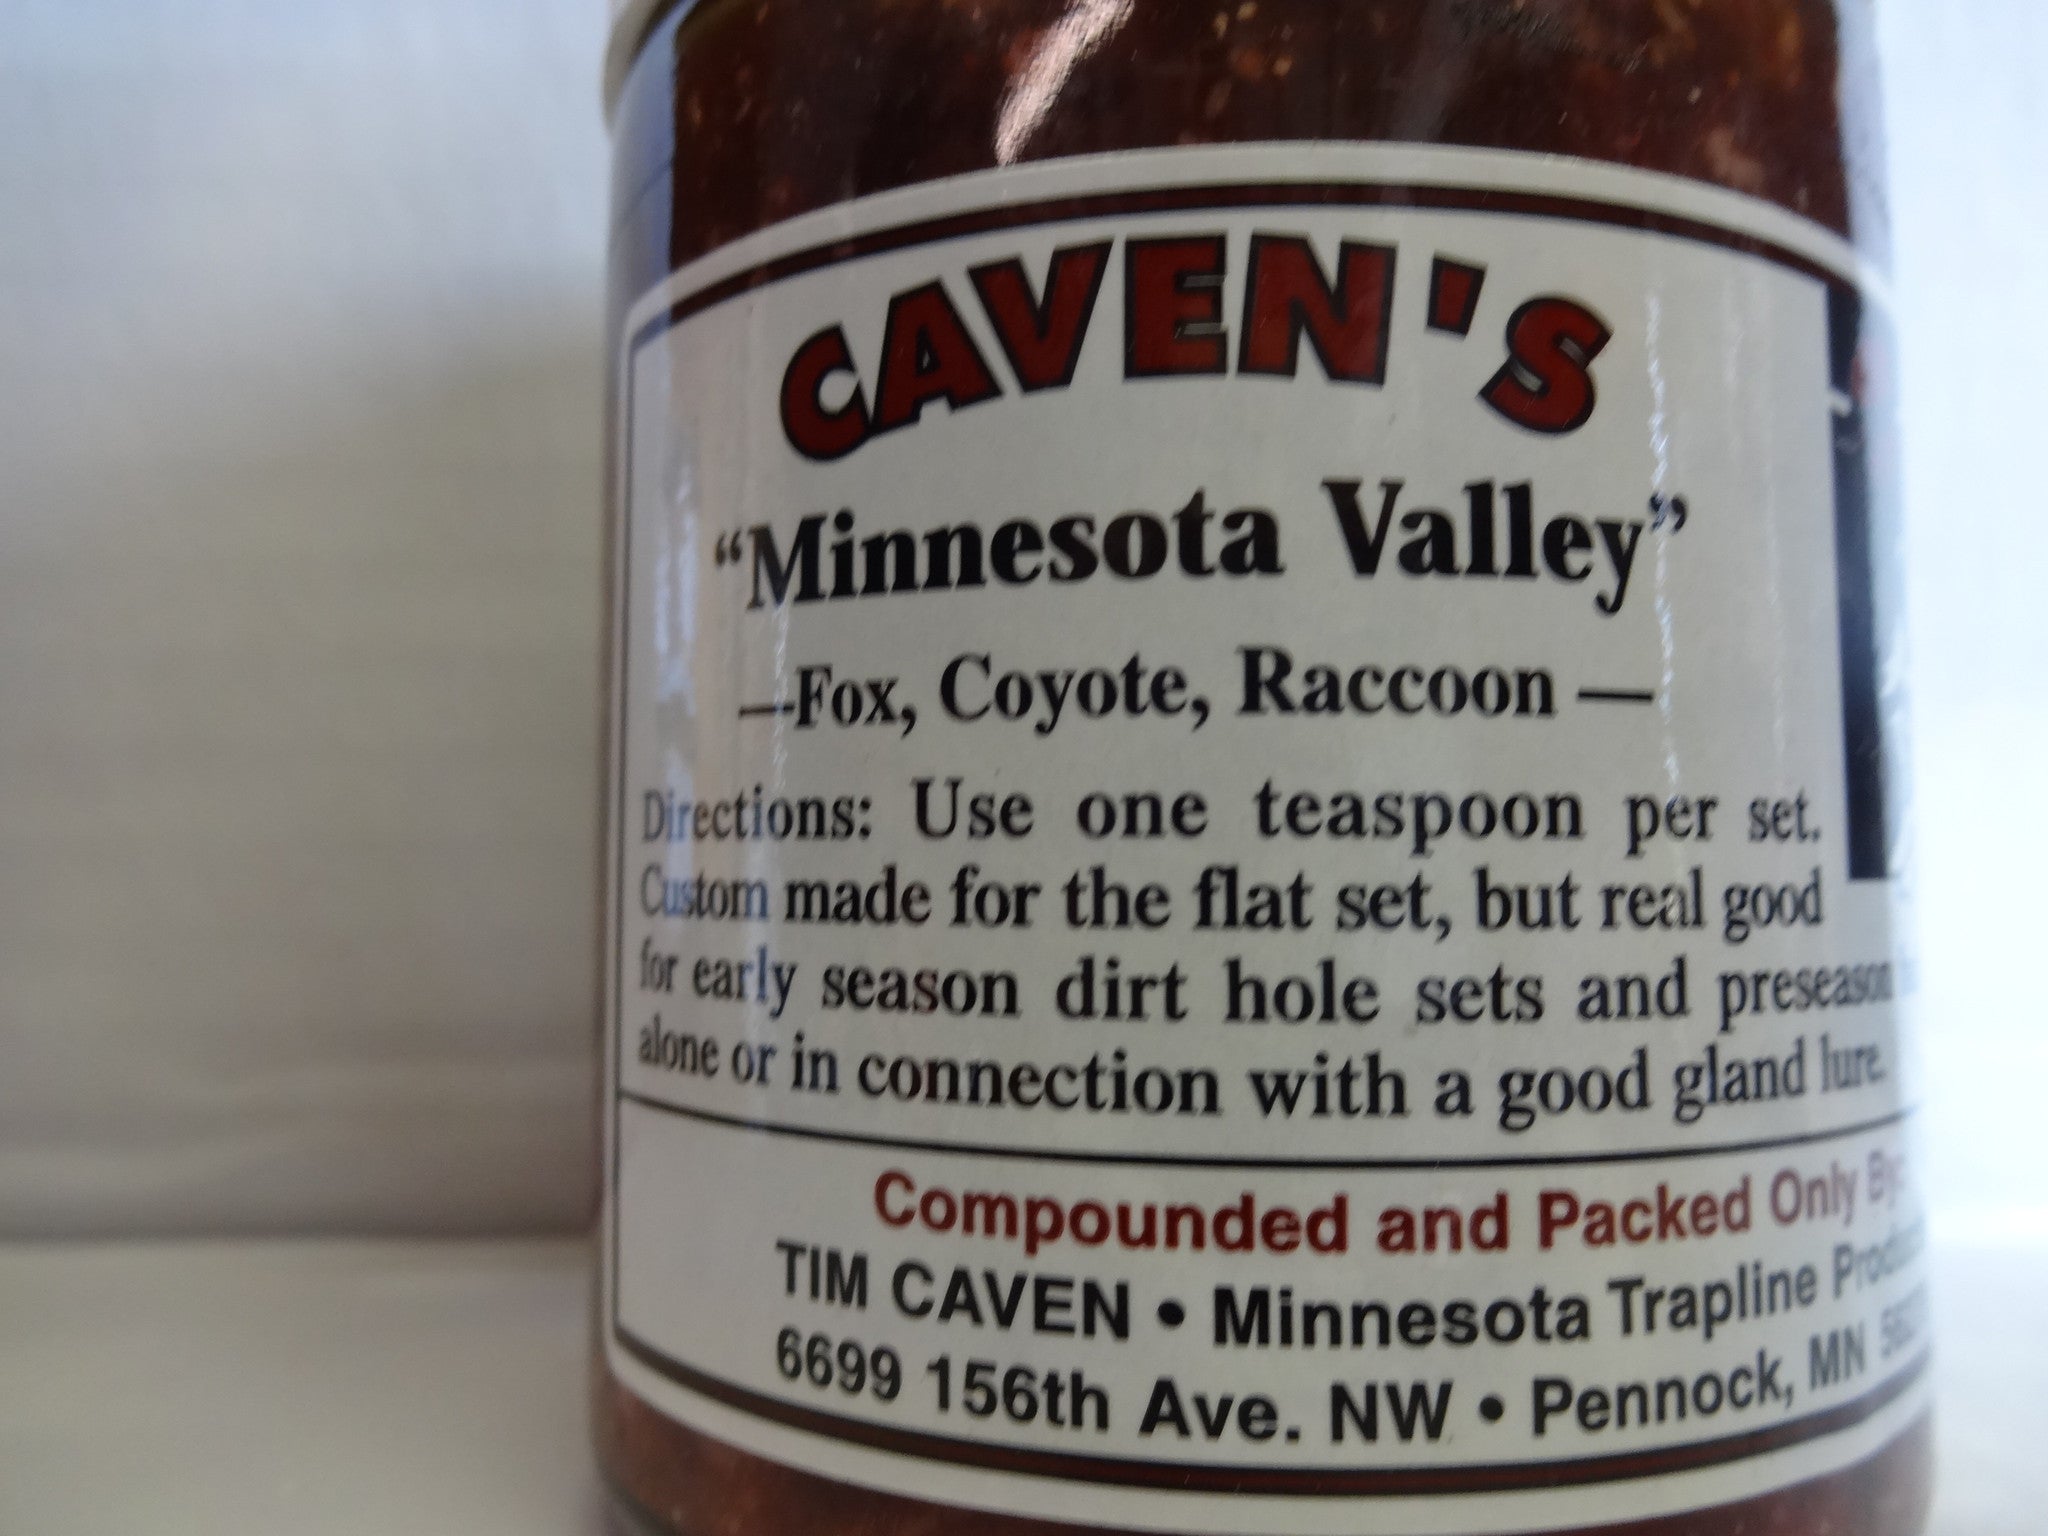 CAVEN'S
“Minnesota Valley”
—Fox, Coyote, Raccoon —
Directions: Use one teaspoon per set.
Custom made for the flat set, but real good
for early season dirt hole sets and preseason
alone or in connection with a good gland lure.
Compounded and Packed Only By:
TIM CAVEN • Minnesota Trapline
6699 156th Ave. NW • Pennock, MN